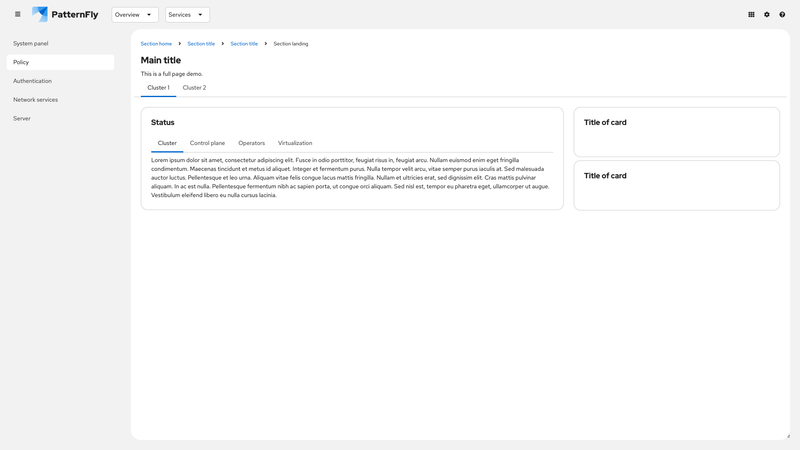 PatternFly
Overview
Services
System panel
Policy
Authentication
Network services
Server
Section home > Section title > Section title > Section landing
Main title
This is a full page demo.
Cluster 1
Cluster 2
Status
Cluster
Control plane
Operators
Virtualization
Lorem ipsum dolor sit amet, consectetur adipiscing elit. Fusce in odio porttitor, feugiat risus in, feugiat arcu. Nullam euismod enim eget fringilla
condimentum. Maecenas tincidunt et metus id aliquet. Integer et fermentum purus. Nulla tempor velit arcu, vitae semper purus iaculis at. Sed malesuada
auctor luctus. Pellentesque et leo urna. Aliquam vitae felis congue lacus mattis fringilla. Nullam et ultricies erat, sed dignissim elit. Cras mattis pulvinar
aliquam. In ac est nulla. Pellentesque fermentum nibh ac sapien porta, ut congue orci aliquam. Sed nisl est, tempor eu pharetra eget, ullamcorper ut augue.
Vestibulum eleifend libero eu nulla cursus lacinia.
Title of card
Title of card